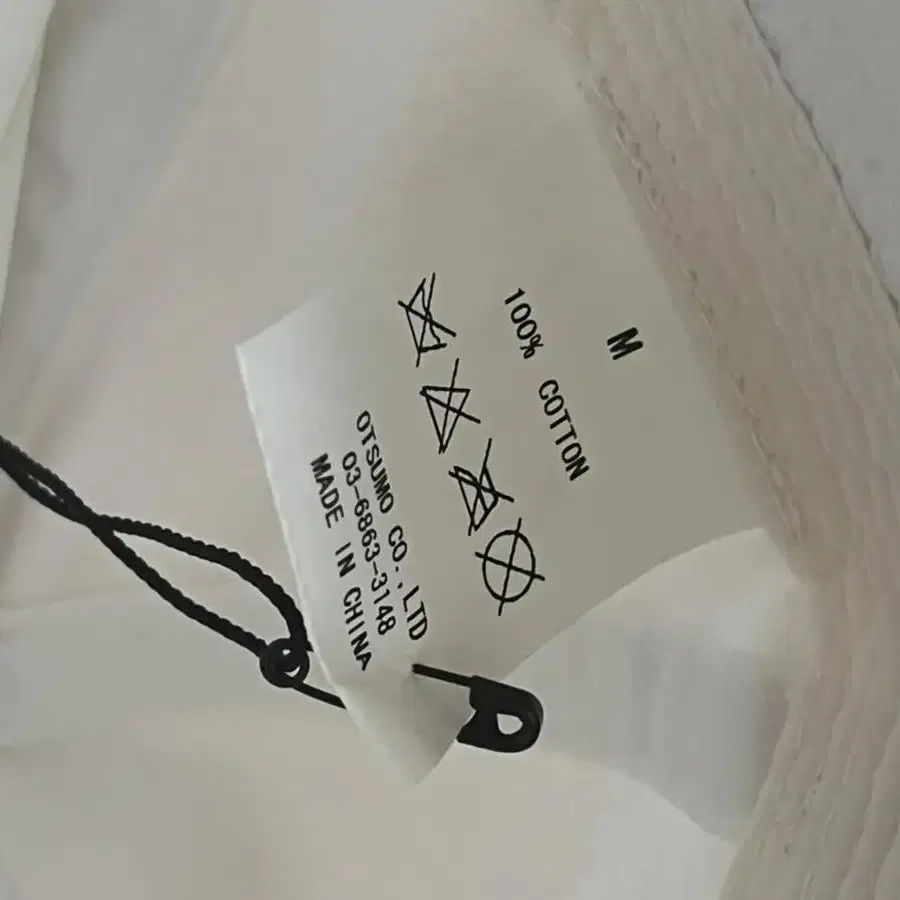 M
100% COTTON
OTSUMO CO.,LTD
03-6863-3148
MADE IN CHINA